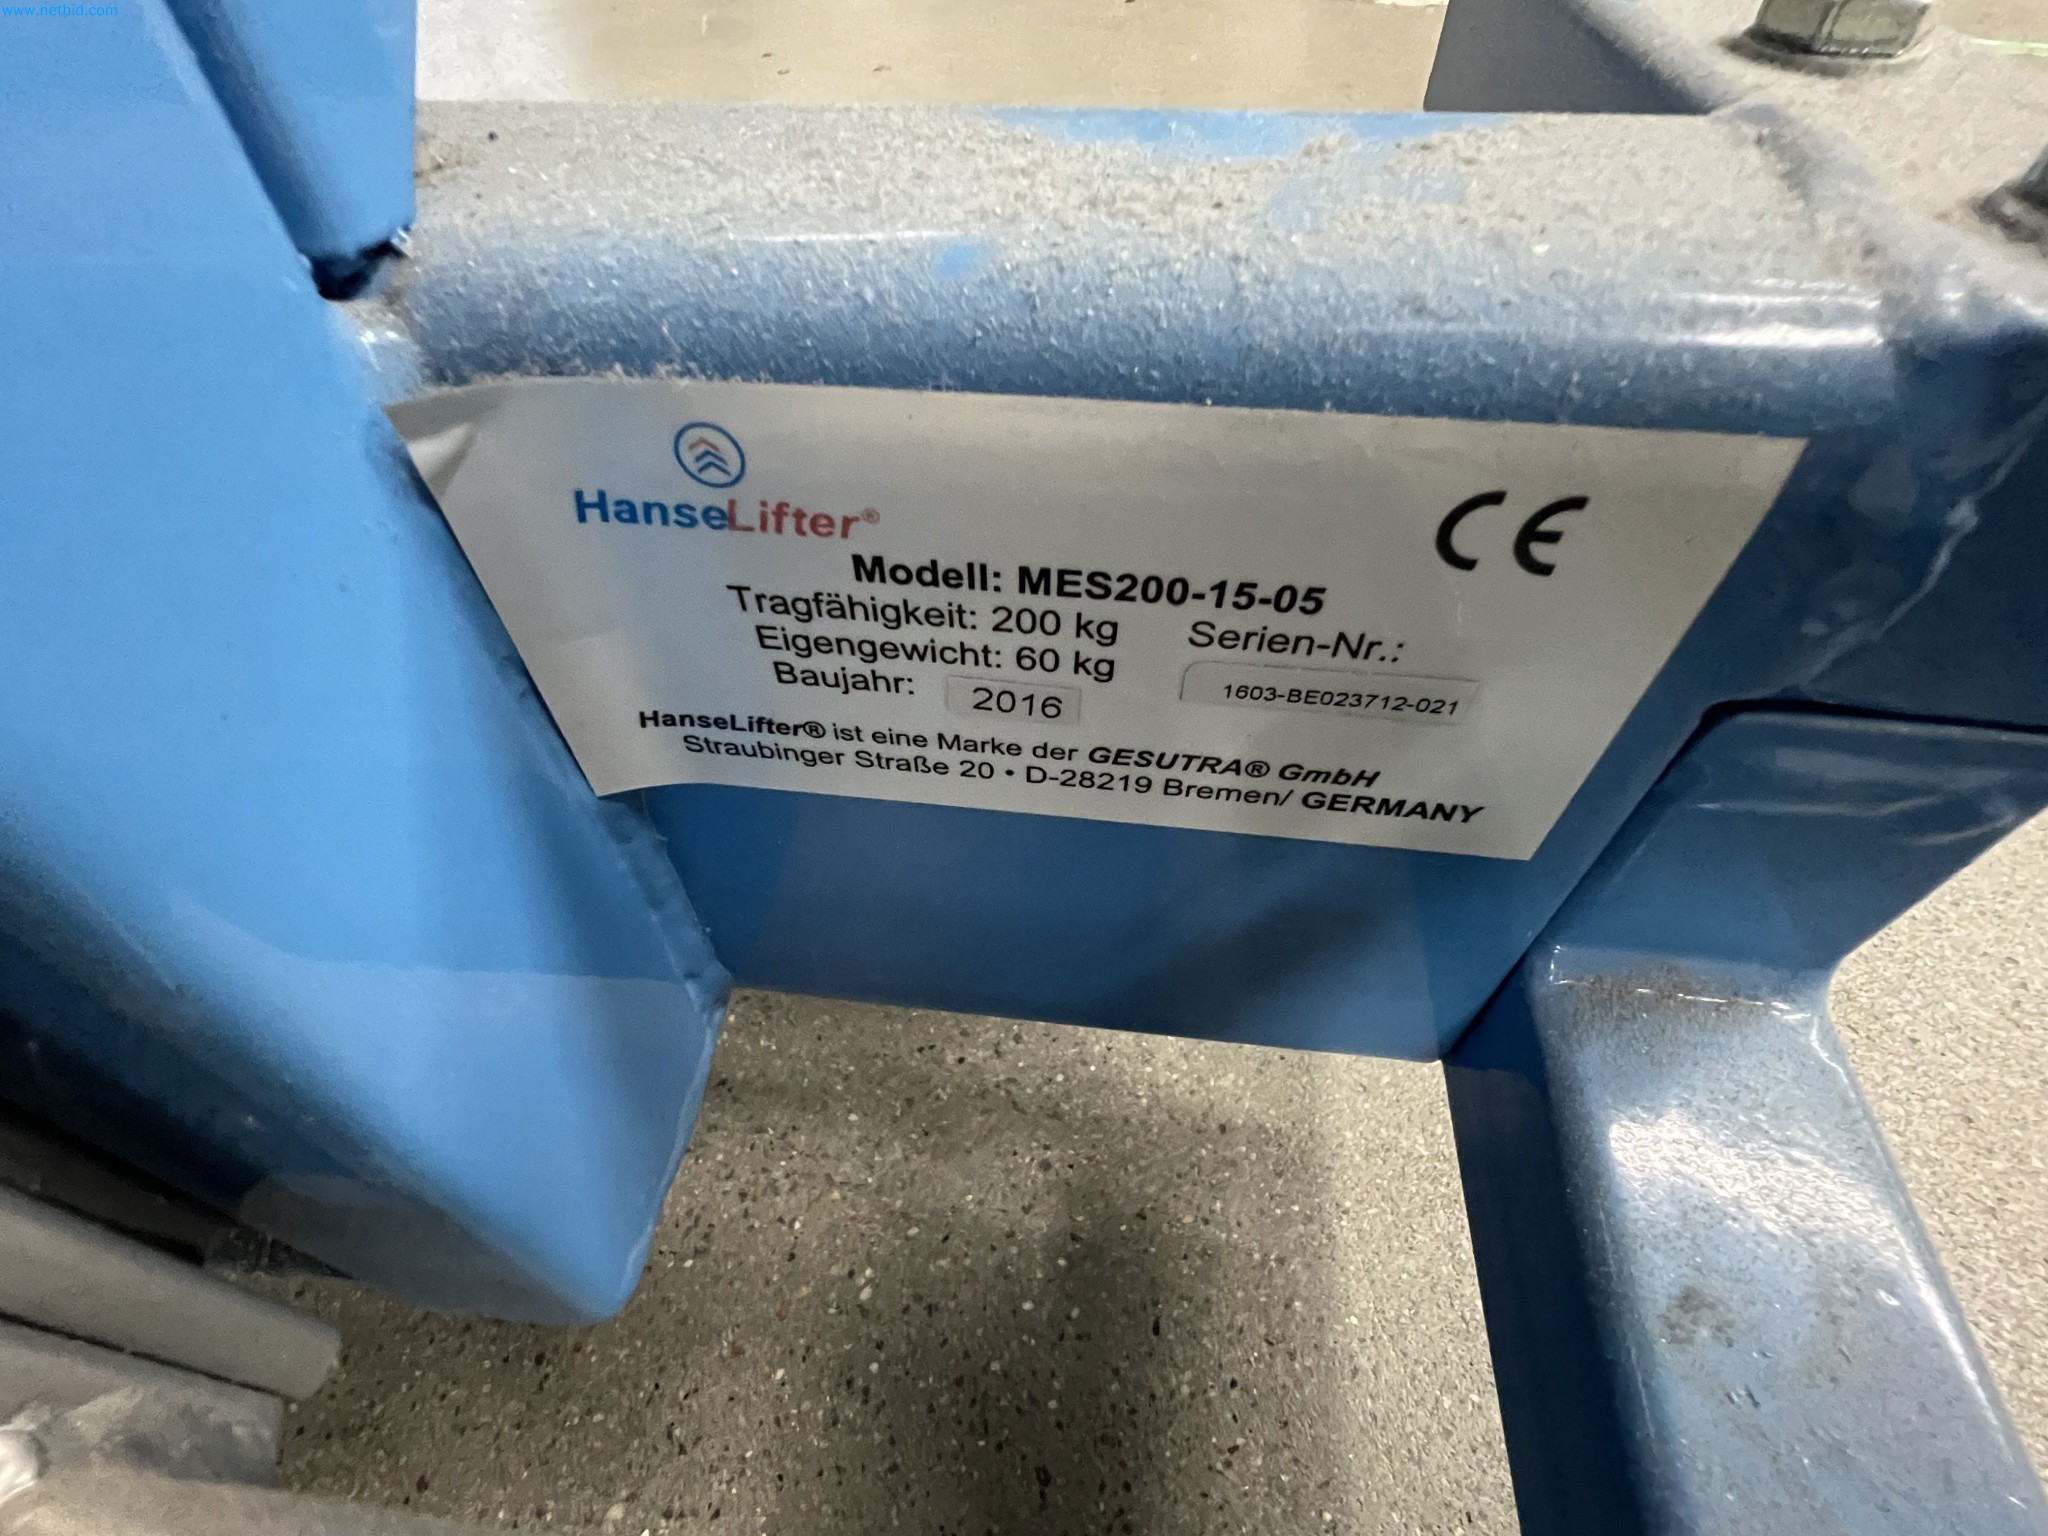 www.netbid.com
HanseLifter®
CE
Modell: MES200-15-05
Tragfähigkeit: 200 kg
Serien-Nr.:
Eigengewicht: 60 kg
1603-BE023712-021
Baujahr: 2016
HanseLifter® ist eine Marke der GESUTRA® GmbH
Straubinger Straße 20 • D-28219 Bremen/ GERMANY